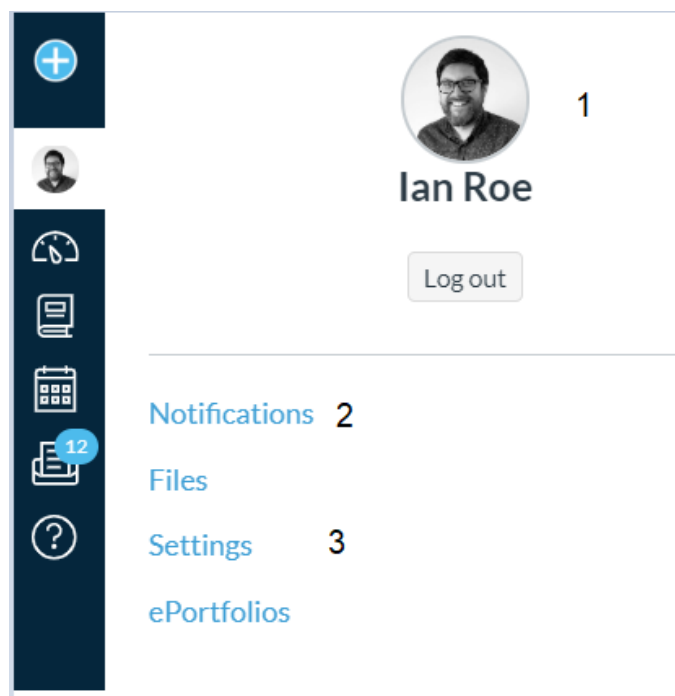 1
Ian Roe
Log out
Notifications 2
Files
12
Settings 3
ePortfolios